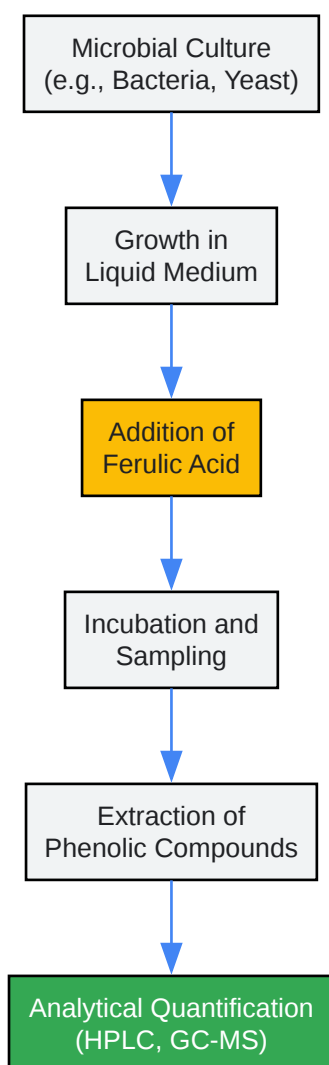 Microbial Culture
(e.g., Bacteria, Yeast)
Growth in
Liquid Medium
Addition of
Ferulic Acid
Incubation and
Sampling
Extraction of
Phenolic Compounds
Analytical Quantification
(HPLC, GC-MS)